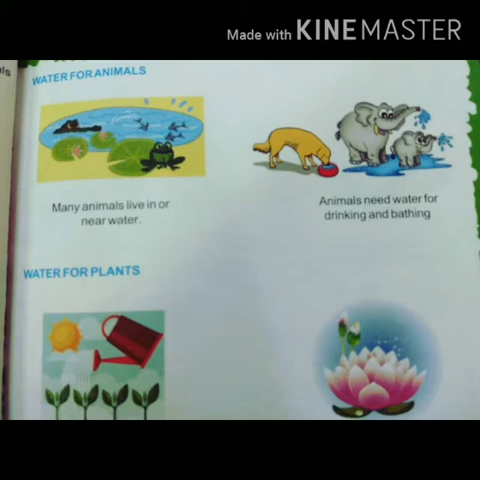 Made with KINEMASTER
als
WATER FOR ANIMALS
Many animals live in or
near water.
Animals need water for
drinking and bathing
WATER FOR PLANTS